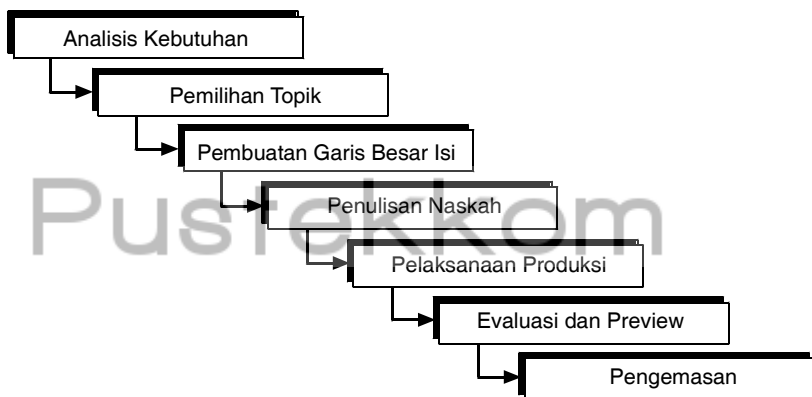 Analisis Kebutuhan
Pemilihan Topik
Pembuatan Garis Besar Isi
Penulisan Naskah
Pustekkom
Pelaksanaan Produksi
Evaluasi dan Preview
Pengemasan